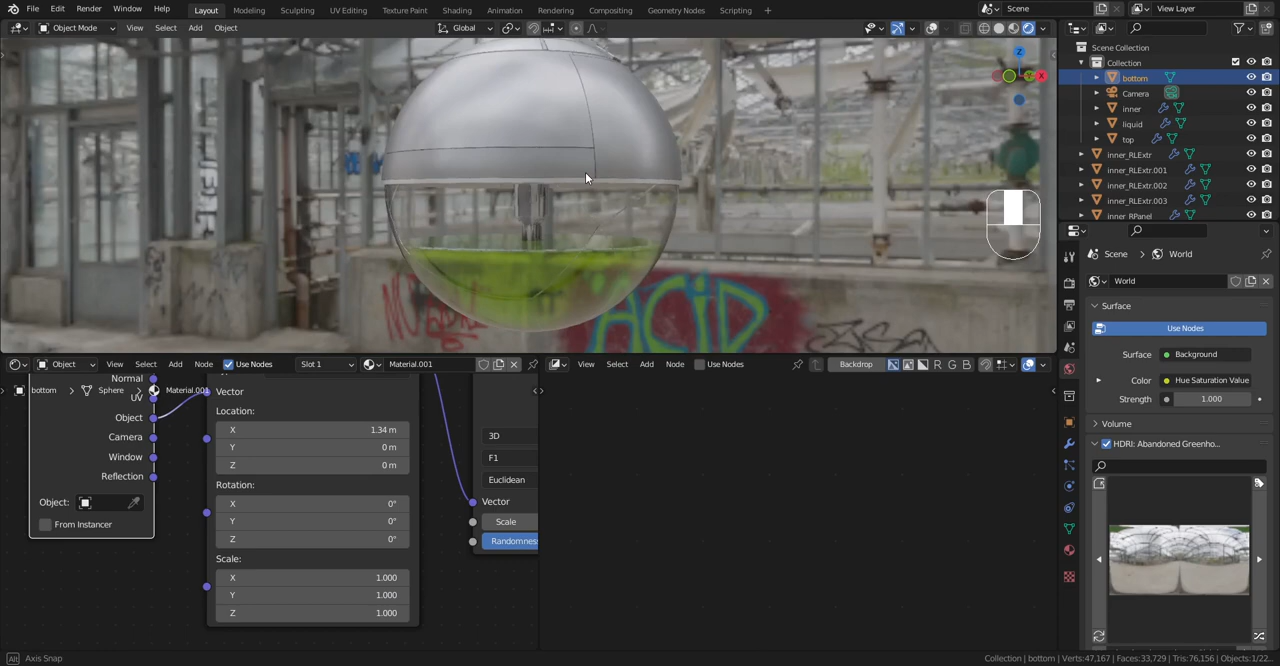 File Edit Render Window Help Layout Modeling Sculpting UV Editing Texture Paint Shading Animation Rendering Compositing Geometry Nodes Scripting + Scene View Layer
Object Mode View Select Add Object Global
Scene Collection
Collection
bottom
Camera
inner
liquid
top
inner_RLExtr
inner_RLExtr.001
inner_RLExtr.002
inner_RLExtr.003
inner RPanel
Z
X
ACID
Scene World
World
Surface
Use Nodes
Surface Background
Color Hue Saturation Value
Strength 1.000
Volume
HDRI: Abandoned Greenho...
Object View Select Add Node Use Nodes Slot 1 Material.001
View Select Add Node Use Nodes Backdrop R G B
bottom Sphere Material.001
Normal
UV
Object
Camera
Window
Reflection
Object:
From Instancer
Vector
Location:
X 1.34 m
Y 0 m
Z 0 m
Rotation:
X 0°
Y 0°
Z 0°
Scale:
X 1.000
Y 1.000
Z 1.000
3D
F1
Euclidean
Vector
Scale
Randomness
Alt Axis Snap
Collection | bottom | Verts:47,167 | Faces:33,729 | Tris:76,156 | Objects:1/22...